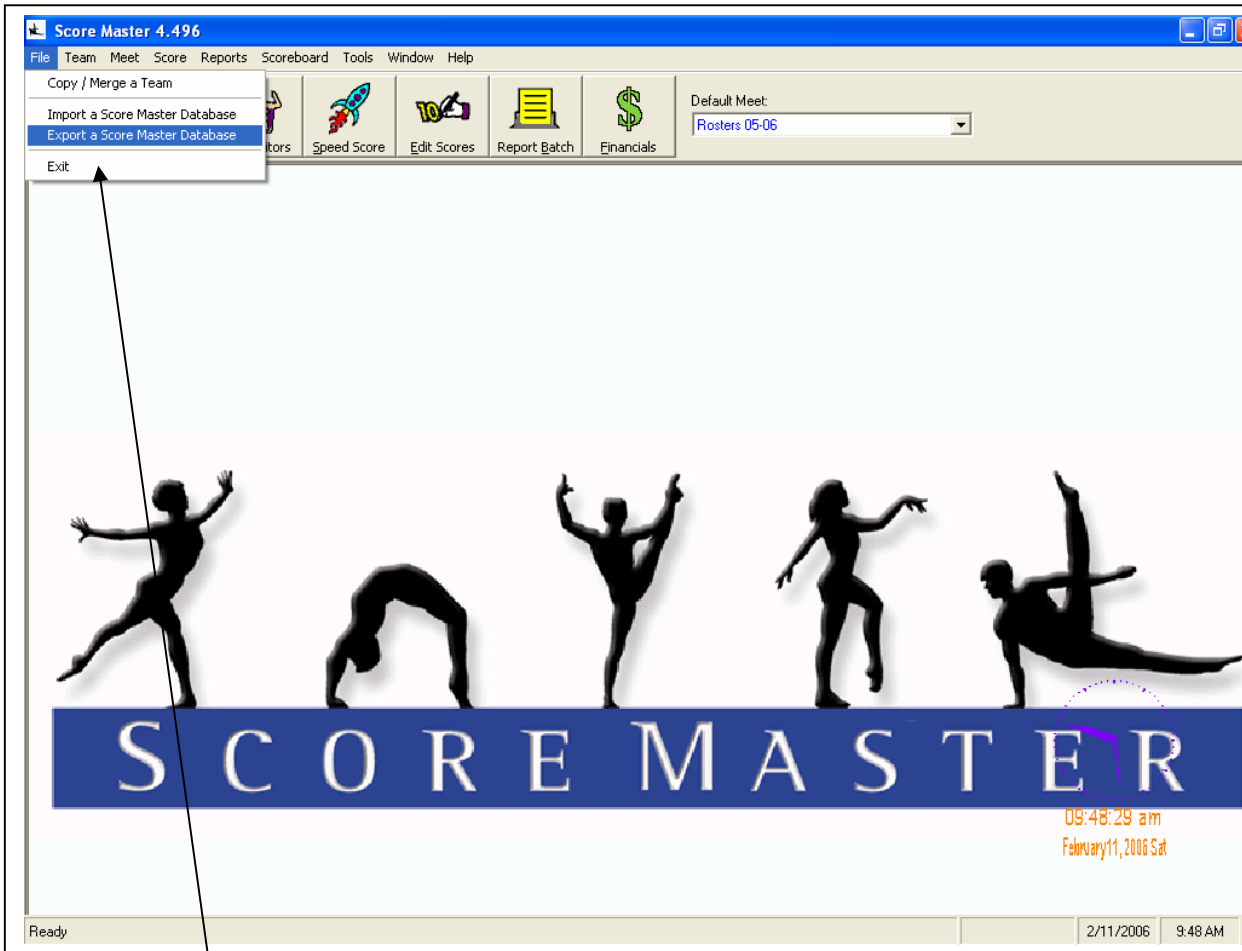 Score Master 4.496
File Team Meet Score Reports Scoreboard Tools Window Help
Copy / Merge a Team
Import a Score Master Database
Export a Score Master Database
Exit
tors
Speed Score
Edit Scores
Report Batch
Financials
10
Default Meet:
Rosters 05-06
SCOREMASTER
09:48:29 am
February11, 2006 Sat
Ready
2/11/2006
9:48 AM